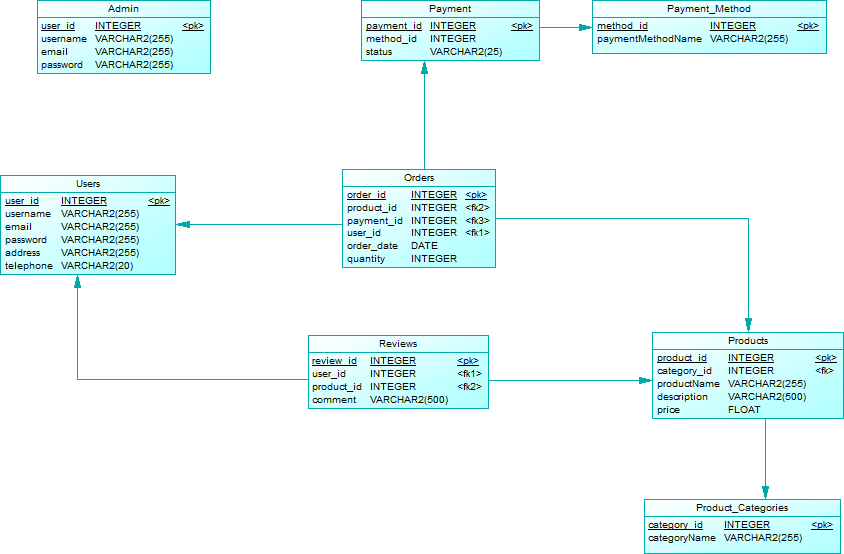 Admin
user_id INTEGER <pk>
username VARCHAR2(255)
email VARCHAR2(255)
password VARCHAR2(255)
Payment
payment_id INTEGER <pk>
method_id INTEGER
status VARCHAR2(25)
Payment_Method
method_id INTEGER <pk>
paymentMethodName VARCHAR2(255)
Users
user_id INTEGER <pk>
username VARCHAR2(255)
email VARCHAR2(255)
password VARCHAR2(255)
address VARCHAR2(255)
telephone VARCHAR2(20)
Orders
order_id INTEGER <pk>
product_id INTEGER <fk2>
payment_id INTEGER <fk3>
user_id INTEGER <fk1>
order_date DATE
quantity INTEGER
Reviews
review_id INTEGER <pk>
user_id INTEGER <fk1>
product_id INTEGER <fk2>
comment VARCHAR2(500)
Products
product_id INTEGER <pk>
category_id INTEGER <fk>
productName VARCHAR2(255)
description VARCHAR2(500)
price FLOAT
Product_Categories
category_id INTEGER <pk>
categoryName VARCHAR2(255)